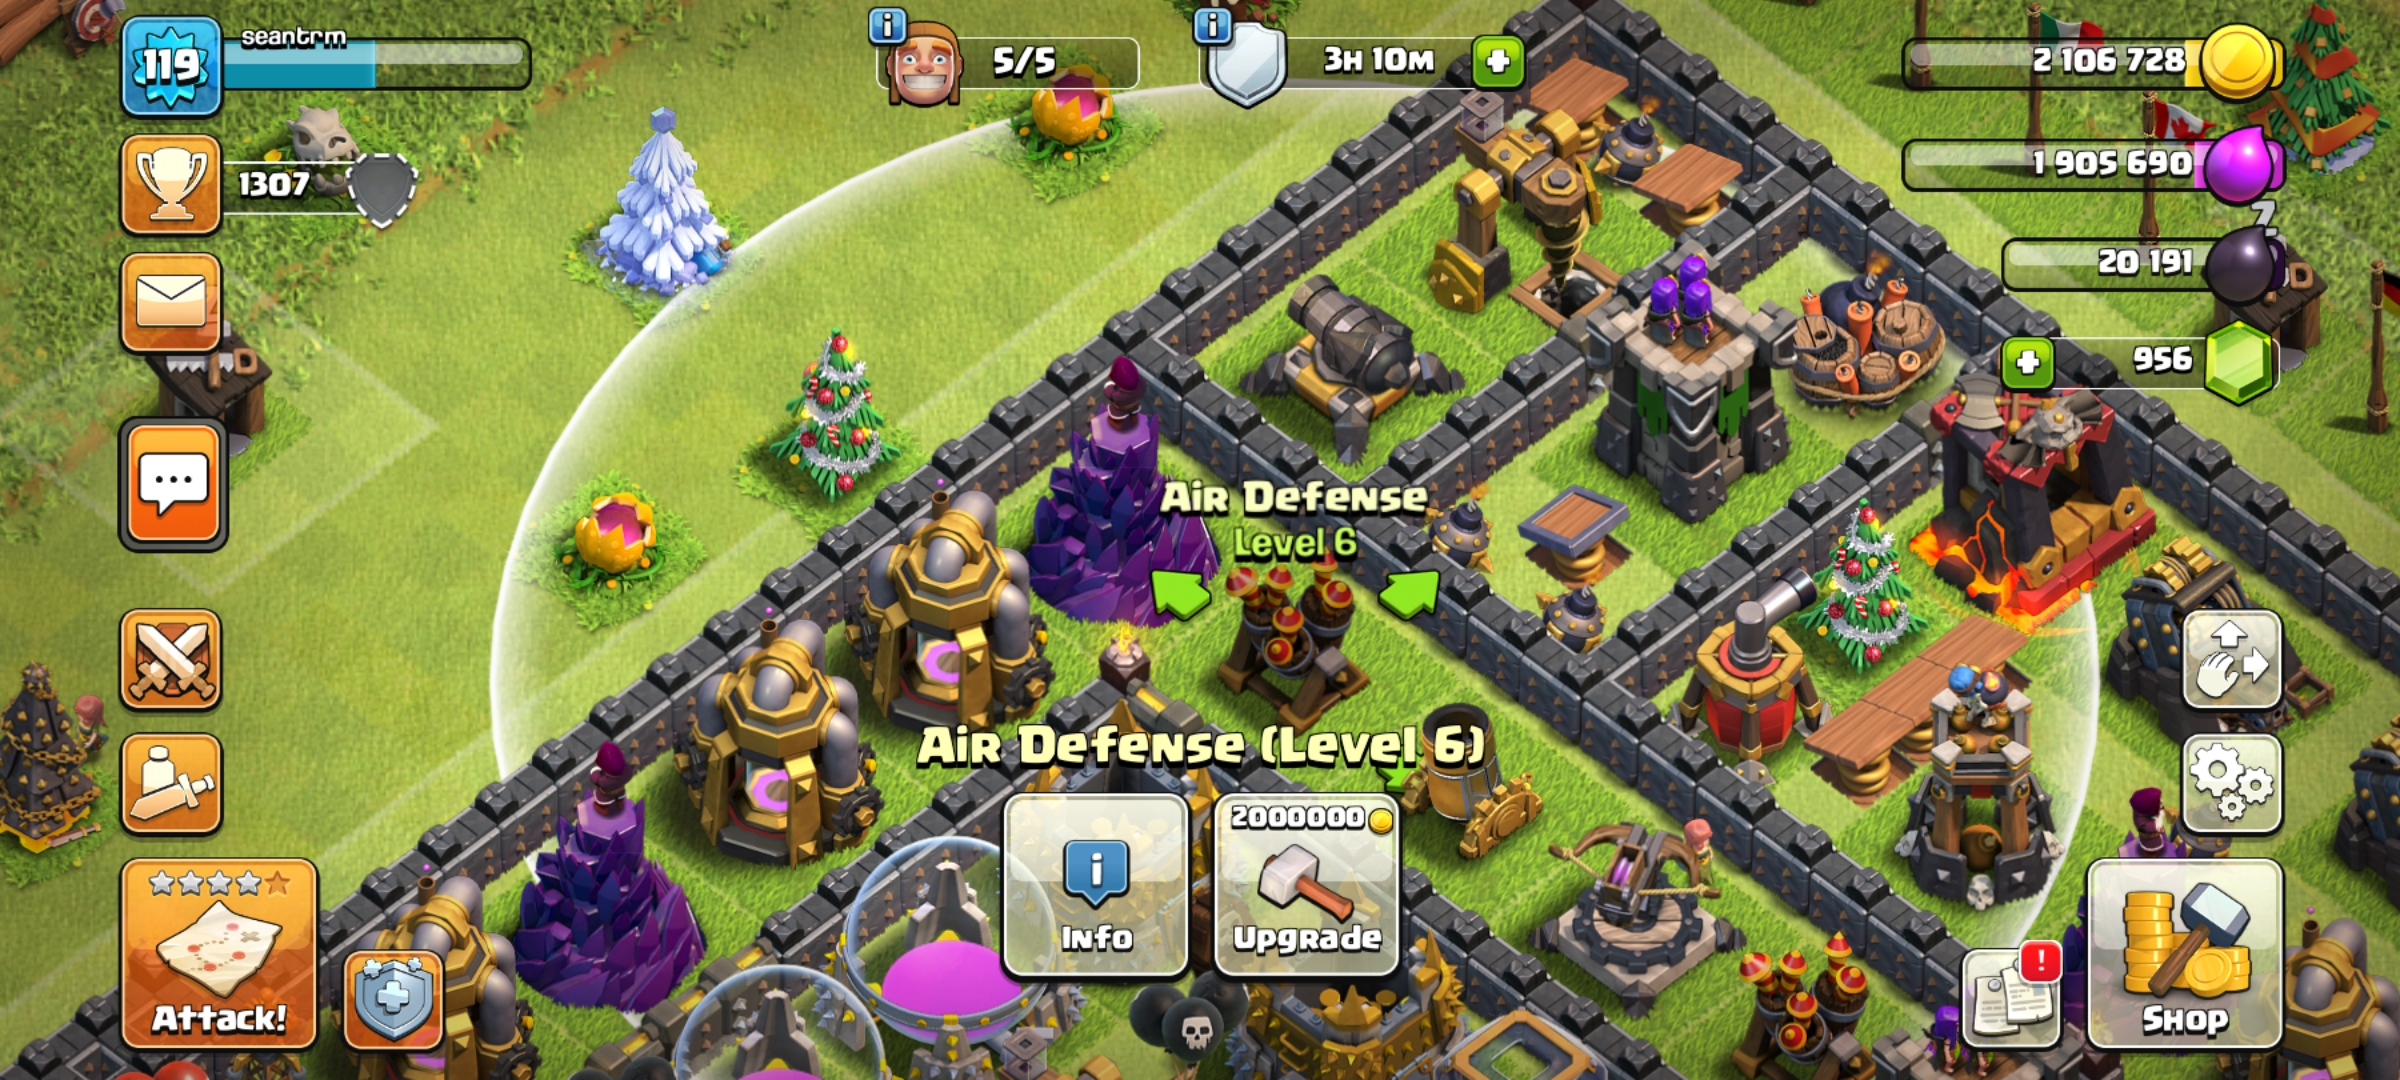 119
seantrm
5/5
3H 10M
2 106 728
1307
1 905 690
7
20 191
956
Air Defense
Level 6
Air Defense (Level 6)
2000000
Info
Upgrade
Attack!
!
Shop